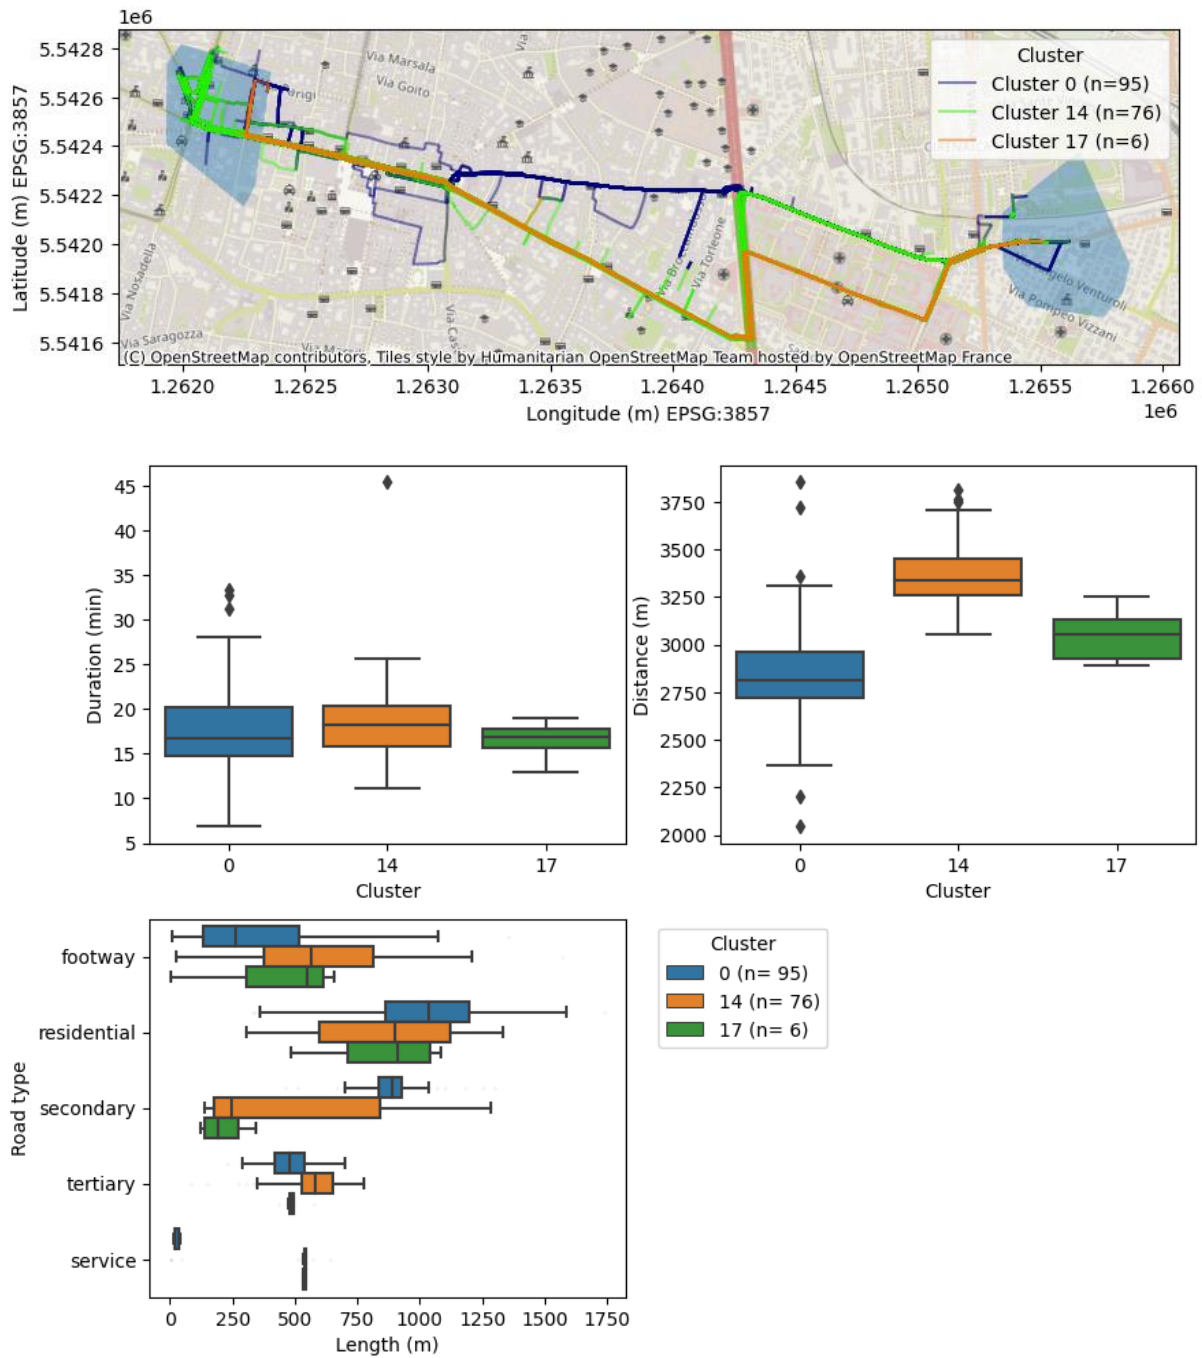 1e6
5.5428
5.5426
5.5424
5.5422
5.5420
5.5418
5.5416
Latitude (m) EPSG:3857
Via Marsala
Via Goito
Via
Via Nosadella
Via Saragozza
Via Torleone
Via Pompeo Vizzani
Cluster
Cluster 0 (n=95)
Cluster 14 (n=76)
Cluster 17 (n=6)
(C) OpenStreetMap contributors, Tiles style by Humanitarian OpenStreetMap Team hosted by OpenStreetMap France
1.2620 1.2625 1.2630 1.2635 1.2640 1.2645 1.2650 1.2655 1.2660
1e6
Longitude (m) EPSG:3857
45
40
35
30
25
20
15
10
5
Duration (min)
0 14 17
Cluster
3750
3500
3250
3000
2750
2500
2250
2000
Distance (m)
0 14 17
Cluster
Road type
footway
residential
secondary
tertiary
service
0 250 500 750 1000 1250 1500 1750
Length (m)
Cluster
0 (n= 95)
14 (n= 76)
17 (n= 6)